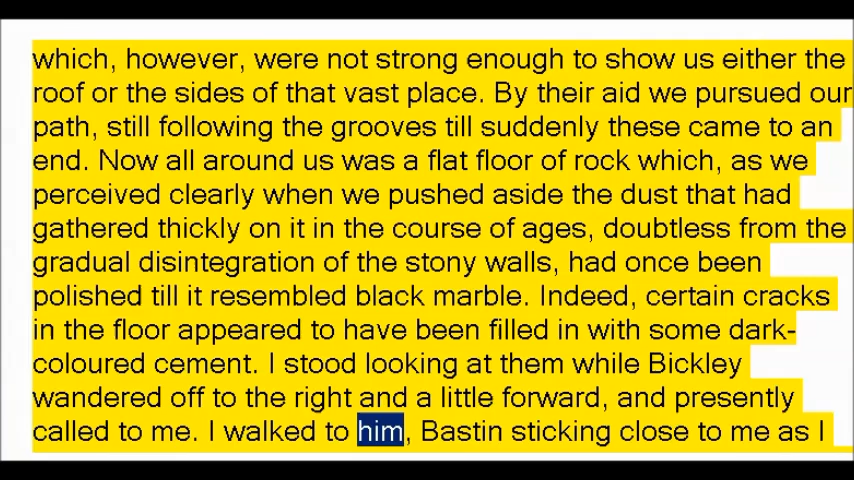 which, however, were not strong enough to show us either the
roof or the sides of that vast place. By their aid we pursued our
path, still following the grooves till suddenly these came to an
end. Now all around us was a flat floor of rock which, as we
perceived clearly when we pushed aside the dust that had
gathered thickly on it in the course of ages, doubtless from the
gradual disintegration of the stony walls, had once been
polished till it resembled black marble. Indeed, certain cracks
in the floor appeared to have been filled in with some dark-
coloured cement. I stood looking at them while Bickley
wandered off to the right and a little forward, and presently
called to me. I walked to him, Bastin sticking close to me as I